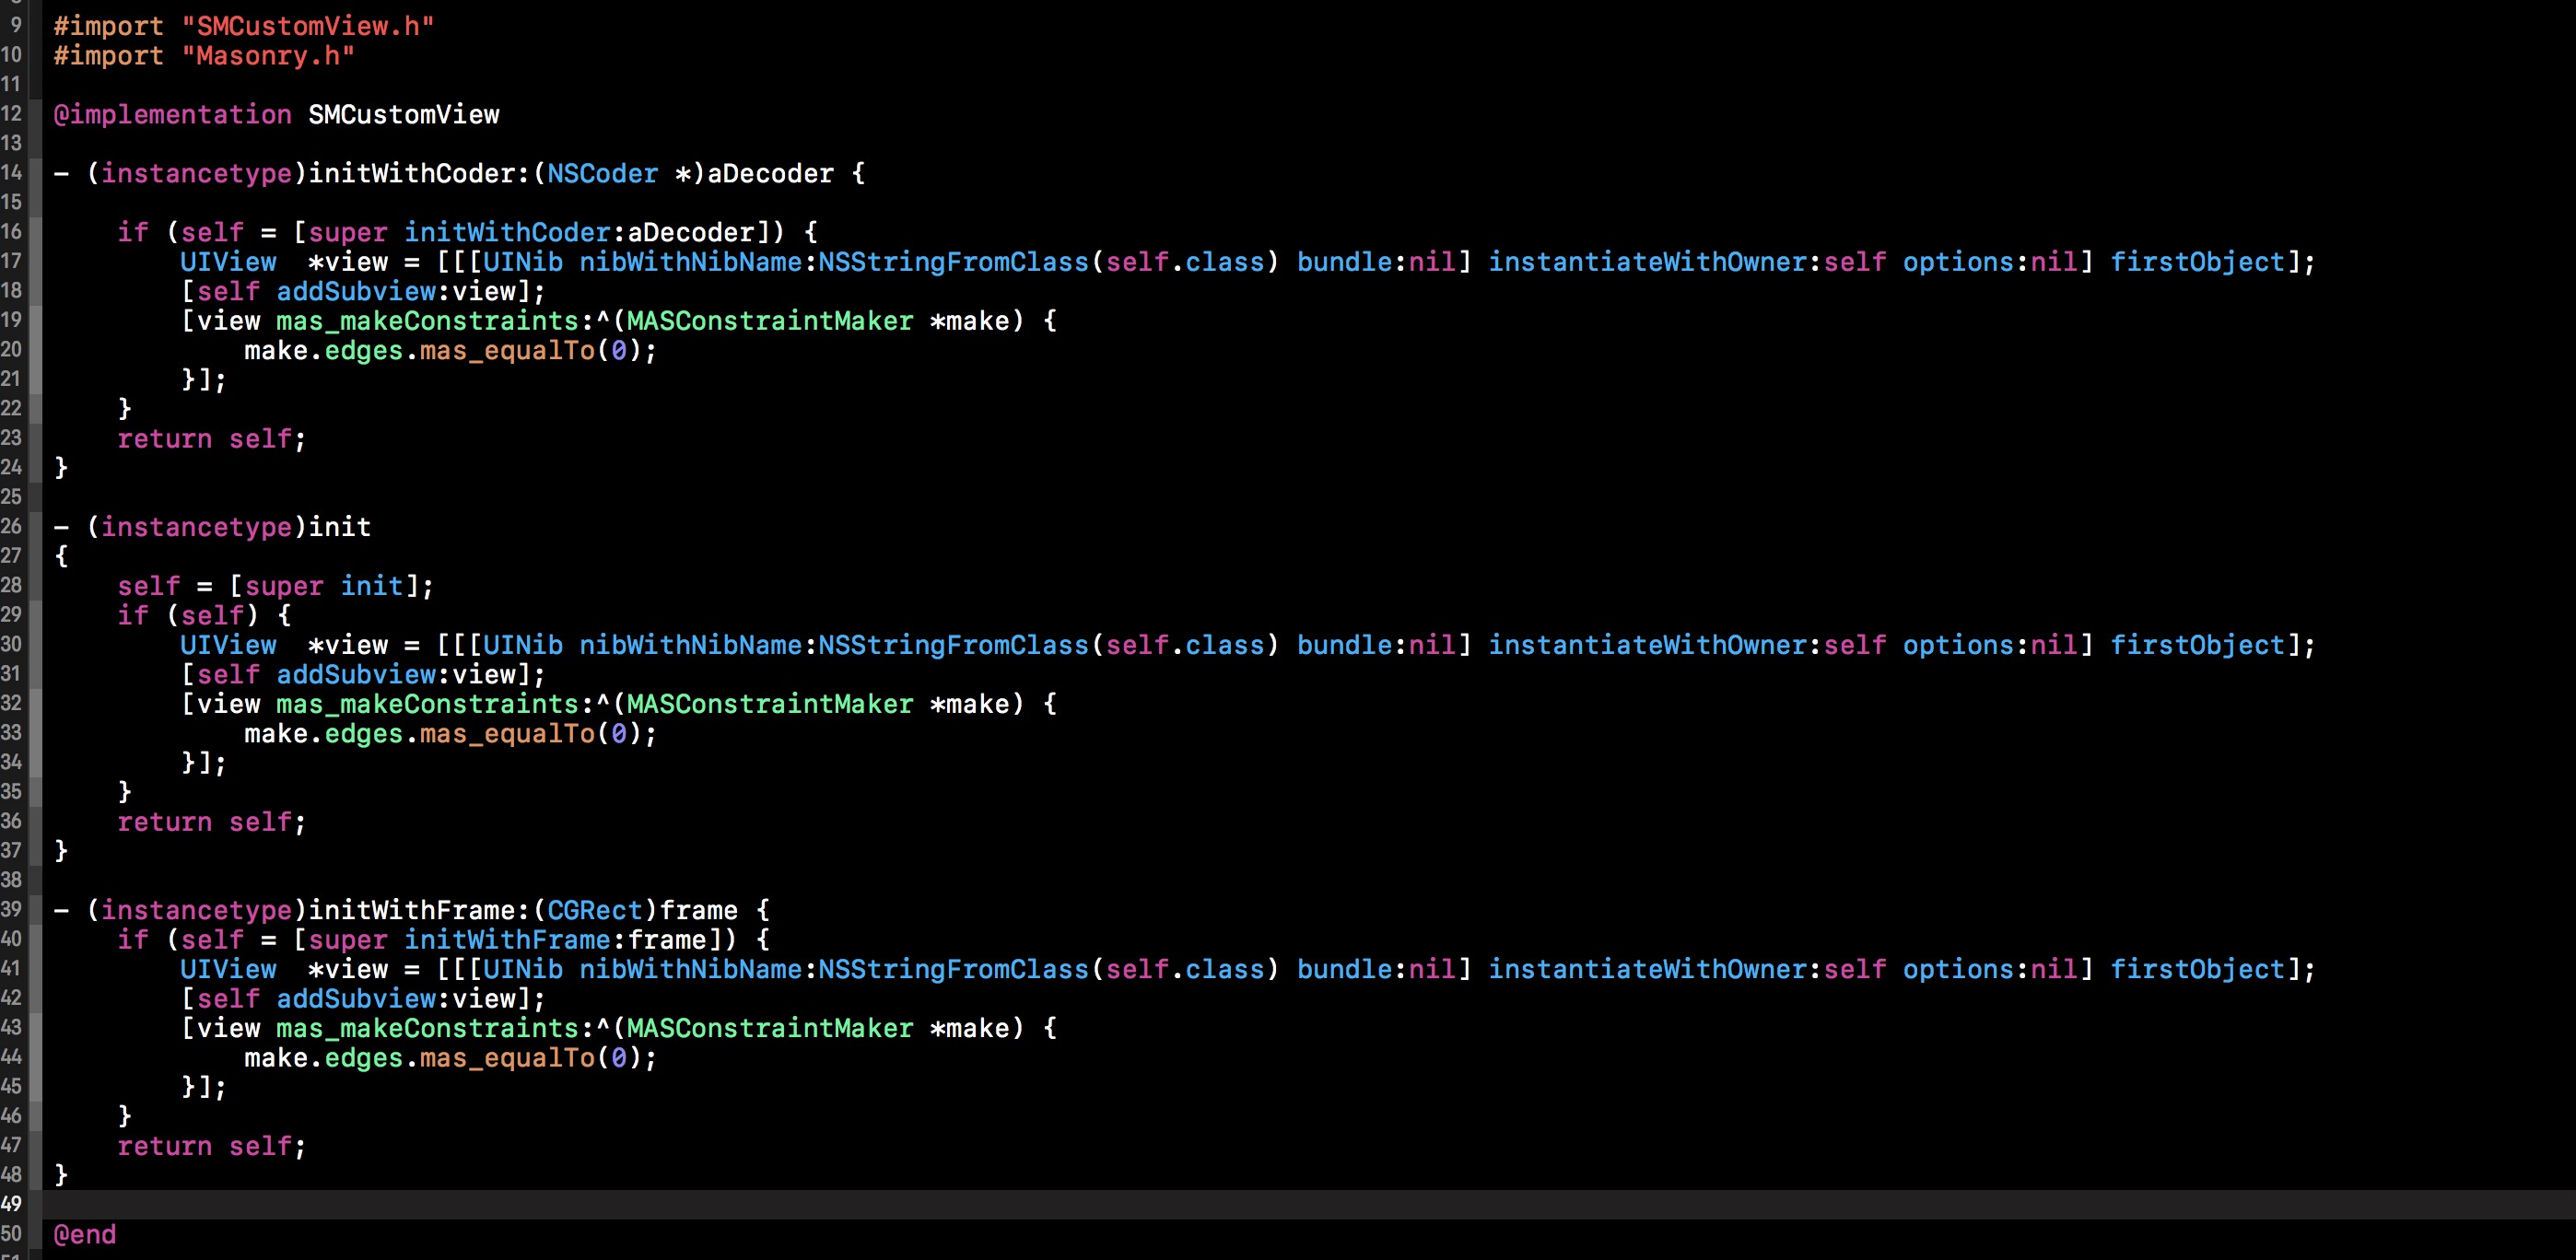 9 #import "SMCustomView.h"
10 #import "Masonry.h"
11
12 @implementation SMCustomView
13
14 - (instancetype)initWithCoder:(NSCoder *)aDecoder {
15
16     if (self = [super initWithCoder:aDecoder]) {
17         UIView  *view = [[[UINib nibWithNibName:NSStringFromClass(self.class) bundle:nil] instantiateWithOwner:self options:nil] firstObject];
18         [self addSubview:view];
19         [view mas_makeConstraints:^(MASConstraintMaker *make) {
20             make.edges.mas_equalTo(0);
21         }];
22     }
23     return self;
24 }
25
26 - (instancetype)init
27 {
28     self = [super init];
29     if (self) {
30         UIView  *view = [[[UINib nibWithNibName:NSStringFromClass(self.class) bundle:nil] instantiateWithOwner:self options:nil] firstObject];
31         [self addSubview:view];
32         [view mas_makeConstraints:^(MASConstraintMaker *make) {
33             make.edges.mas_equalTo(0);
34         }];
35     }
36     return self;
37 }
38
39 - (instancetype)initWithFrame:(CGRect)frame {
40     if (self = [super initWithFrame:frame]) {
41         UIView  *view = [[[UINib nibWithNibName:NSStringFromClass(self.class) bundle:nil] instantiateWithOwner:self options:nil] firstObject];
42         [self addSubview:view];
43         [view mas_makeConstraints:^(MASConstraintMaker *make) {
44             make.edges.mas_equalTo(0);
45         }];
46     }
47     return self;
48 }
49
50 @end